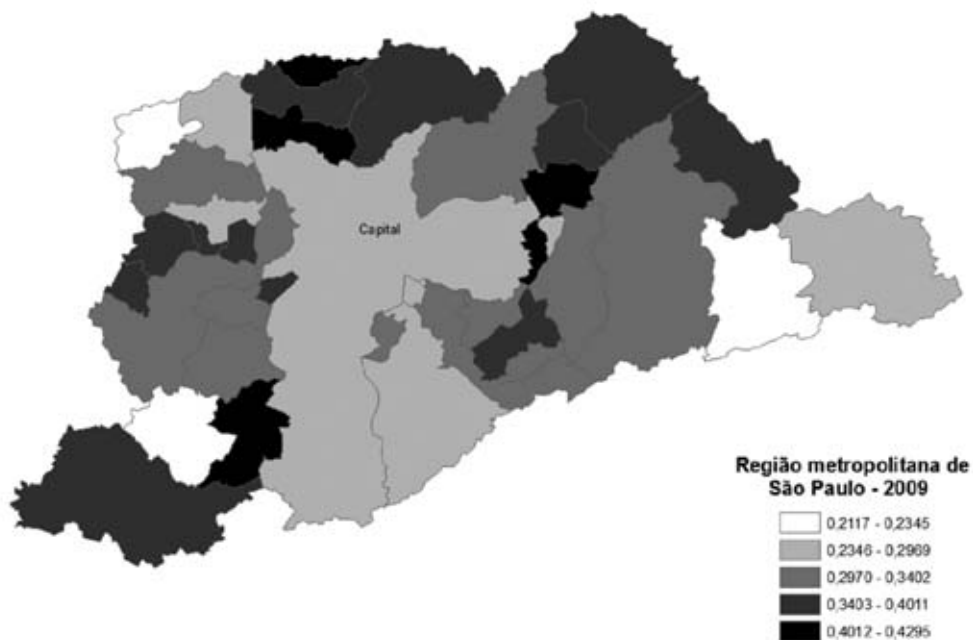 Capital
Região metropolitana de
São Paulo - 2009
0,2117 - 0,2345
0,2346 - 0,2969
0,2970 - 0,3402
0,3403 - 0,4011
0,4012 - 0,4295